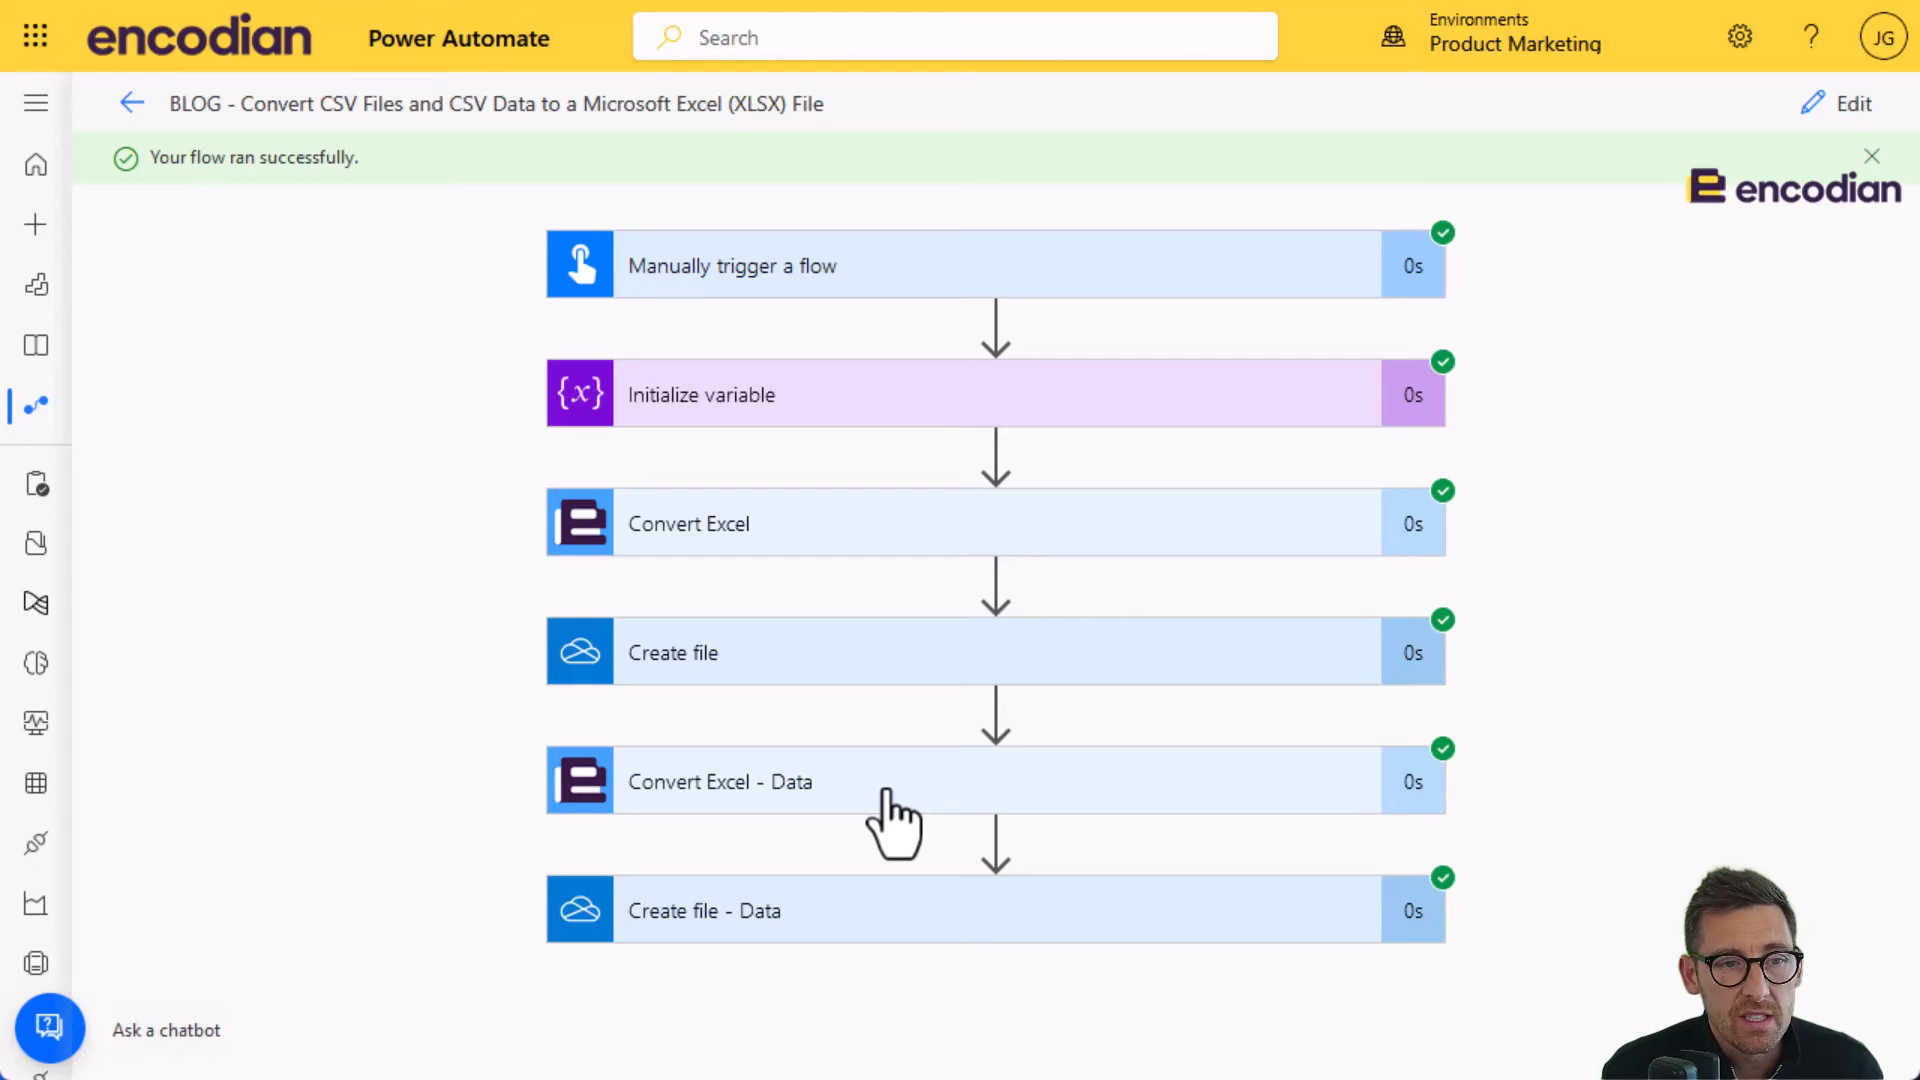 encodian
Power Automate
Search
Environments
Product Marketing
?
JG
BLOG - Convert CSV Files and CSV Data to a Microsoft Excel (XLSX) File
Edit
Your flow ran successfully.
encodian
Manually trigger a flow
0s
{x}
Initialize variable
0s
Convert Excel
0s
Create file
0s
Convert Excel - Data
0s
Create file - Data
0s
Ask a chatbot